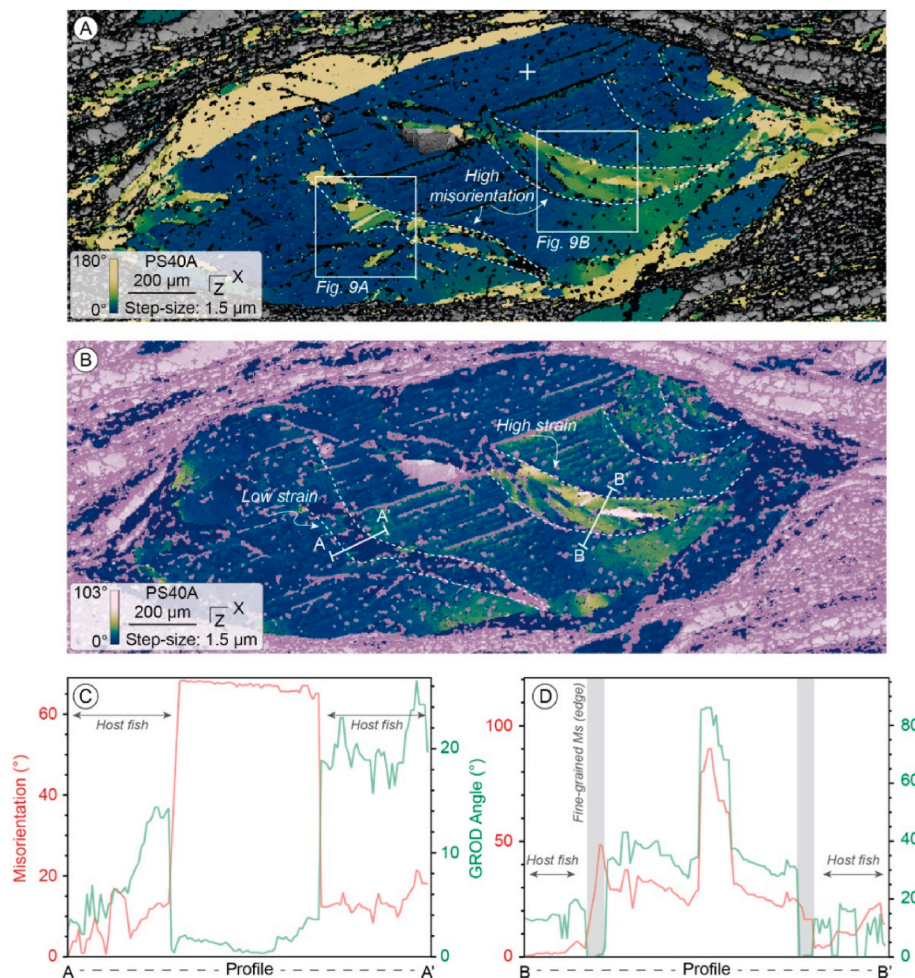 A
High
misorientation
Fig. 9B
Fig. 9A
180°
0°
PS40A
200 µm
Z X
Step-size: 1.5 µm
B
High strain
B'
Low strain
A'
A
B
103°
0°
PS40A
200 µm
Z X
Step-size: 1.5 µm
C
Host fish
Host fish
60
40
20
0
Misorientation (°)
20
10
0
GROD Angle (°)
A Profile A'
D
Fine-grained Ms (edge)
Host fish
Host fish
100
50
0
80
60
40
20
0
B Profile B'